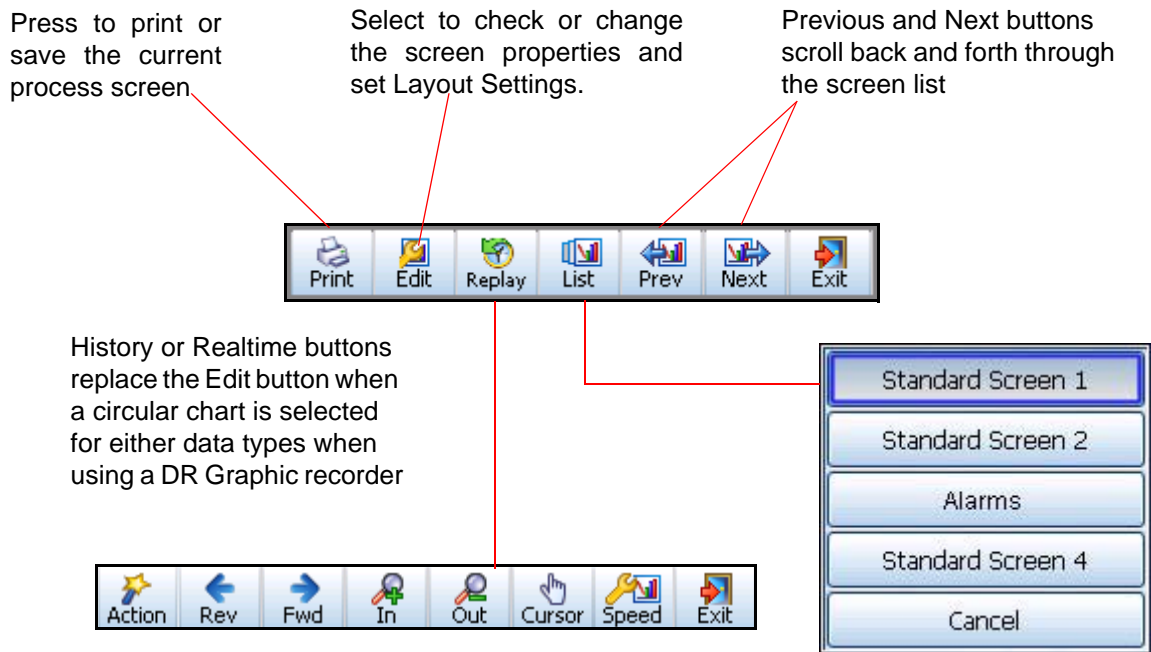 Press to print or
save the current
process screen
Select to check or change
the screen properties and
set Layout Settings.
Previous and Next buttons
scroll back and forth through
the screen list
Print Edit Replay List Prev Next Exit
History or Realtime buttons
replace the Edit button when
a circular chart is selected
for either data types when
using a DR Graphic recorder
Standard Screen 1
Standard Screen 2
Alarms
Standard Screen 4
Cancel
Action Rev Fwd In Out Cursor Speed Exit